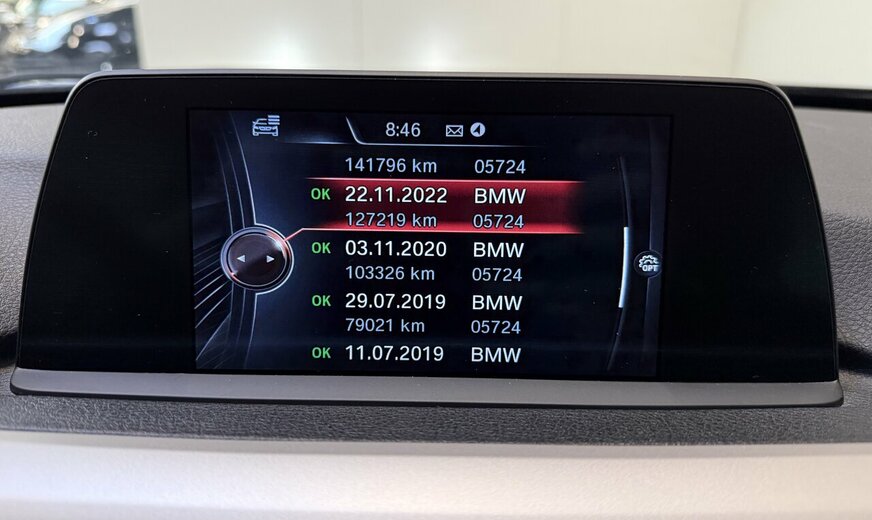 8:46
141796 km 05724
OK 22.11.2022 BMW
127219 km 05724
OK 03.11.2020 BMW
103326 km 05724
OPT
OK 29.07.2019 BMW
79021 km 05724
OK 11.07.2019 BMW